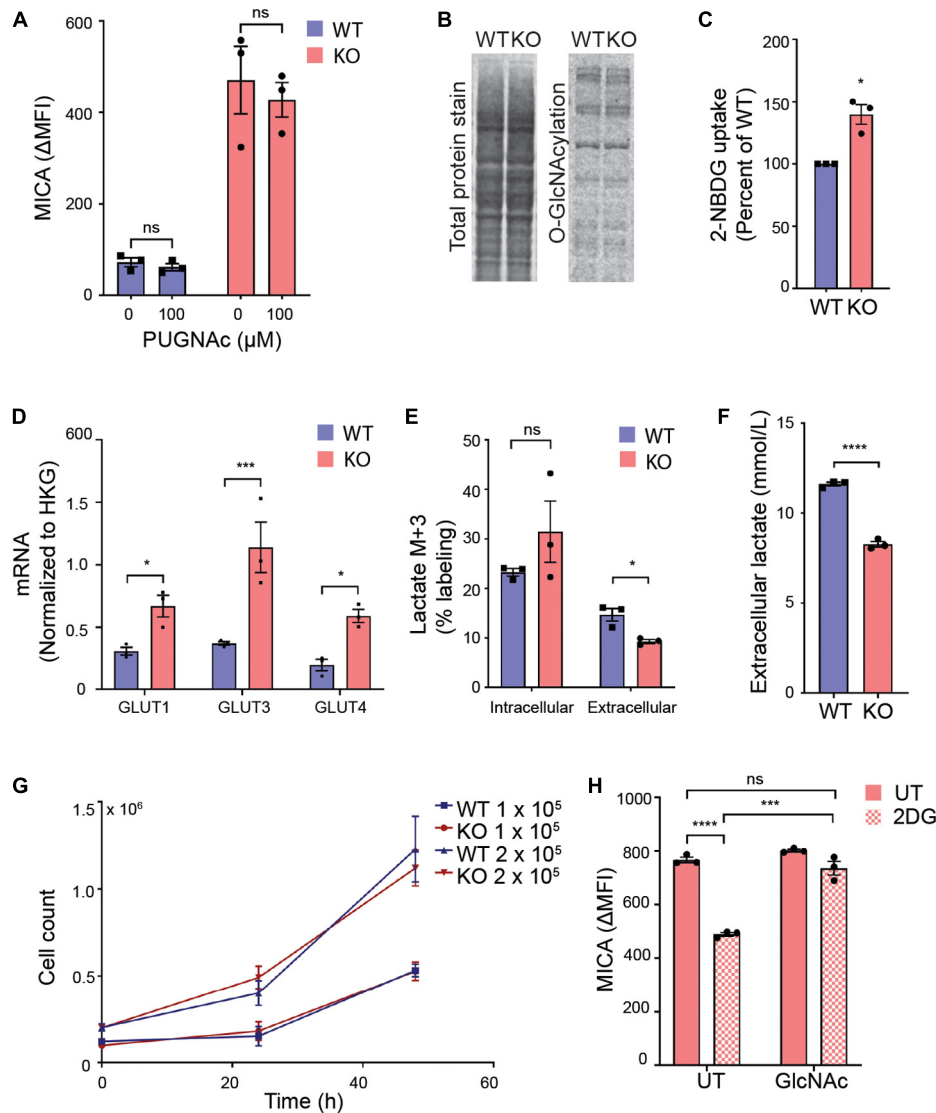 A
600
400
200
0
MICA (ΔMFI)
ns
ns
WT
KO
0 100 0 100
PUGNAc (µM)
B
WT KO WT KO
Total protein stain
O-GlcNAcylation
C
200
150
100
50
0
2-NBDG uptake
(Percent of WT)
*
WT KO
D
600
1.5
1.0
0.5
0
mRNA
(Normalized to HKG)
WT
KO
*
***
*
GLUT1 GLUT3 GLUT4
E
50
40
30
20
10
0
Lactate M+3
(% labeling)
ns
*
WT
KO
Intracellular Extracellular
F
15
10
5
0
Extracellular lactate (mmol/L)
****
WT KO
G
1.5 x 10⁶
1.0
0.5
0
Cell count
WT 1 x 10⁵
KO 1 x 10⁵
WT 2 x 10⁵
KO 2 x 10⁵
0 20 40 60
Time (h)
H
1000
800
600
400
200
0
MICA (ΔMFI)
ns
***
****
UT
2DG
UT GlcNAc